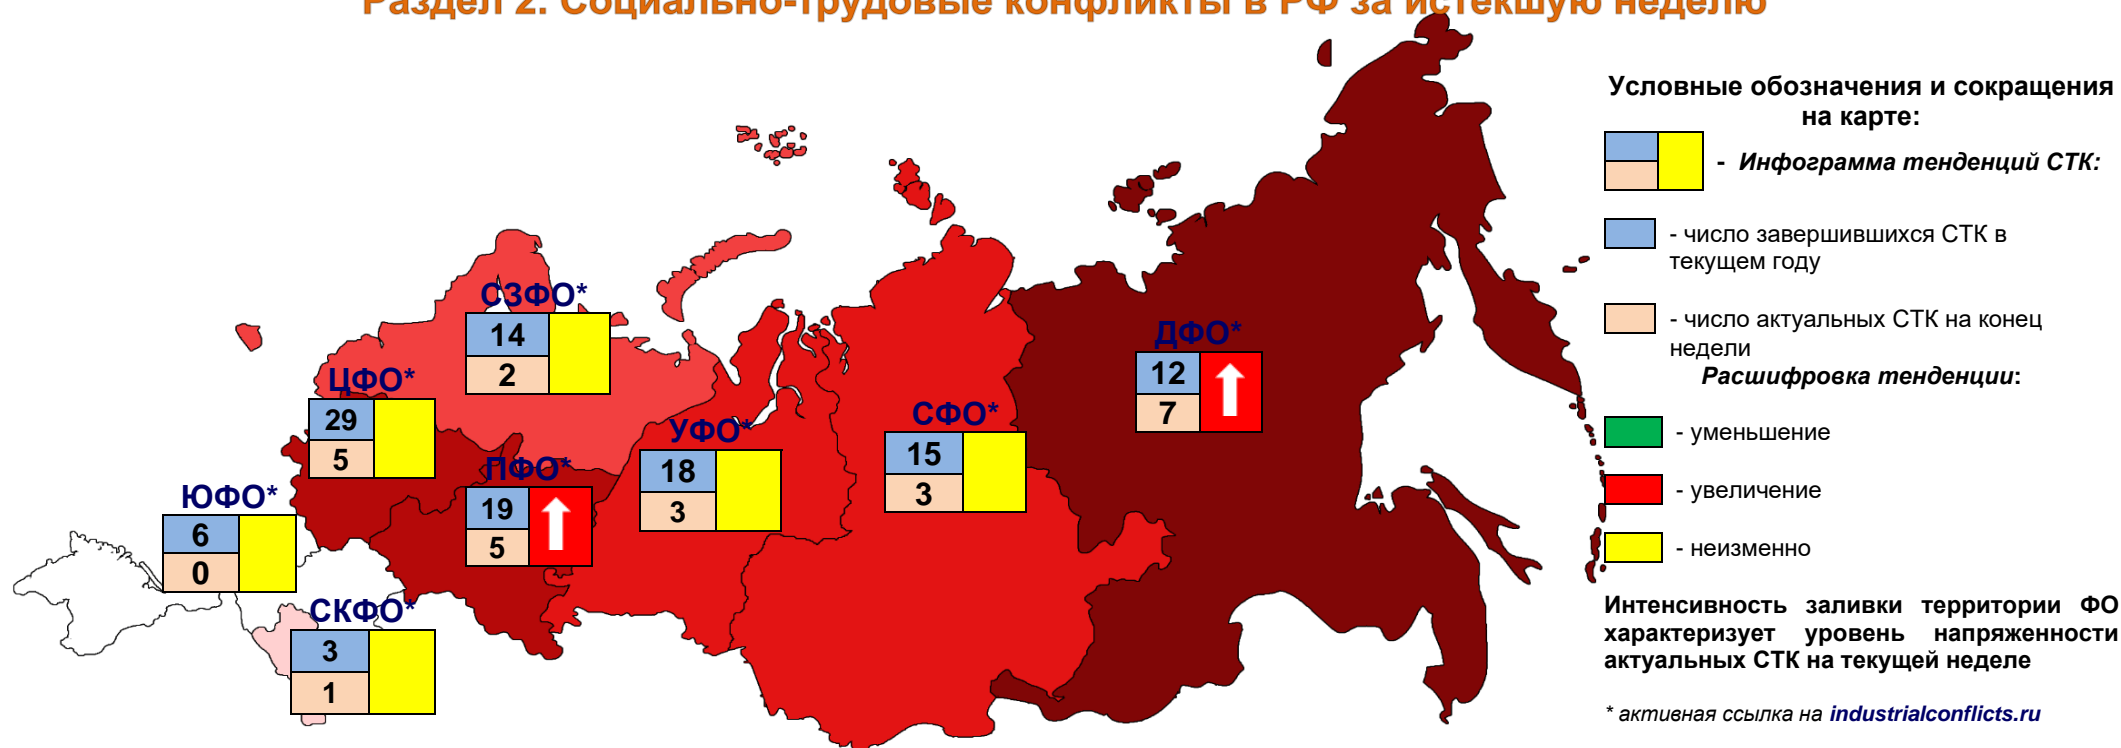 Раздел 2. Социально-трудовые конфликты в РФ за истекшую неделю
Условные обозначения и сокращения
на карте:
- Инфограмма тенденций СТК:
- число завершившихся СТК в
текущем году
- число актуальных СТК на конец
недели
Расшифровка тенденции:
- уменьшение
- увеличение
- неизменно
Интенсивность заливки территории ФО
характеризует уровень напряженности
актуальных СТК на текущей неделе
* активная ссылка на industrialconflicts.ru
СЗФО*
14
2
ЦФО*
29
5
ПФО*
19
5
ЮФО*
6
0
СКФО*
3
1
УФО*
18
3
СФО*
15
3
ДФО*
12
7